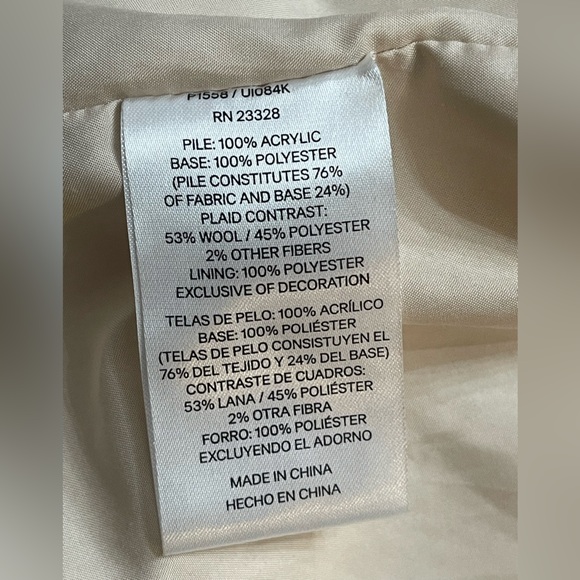 P1558 / U1084K
RN 23328
PILE: 100% ACRYLIC
BASE: 100% POLYESTER
(PILE CONSTITUTES 76%
OF FABRIC AND BASE 24%)
PLAID CONTRAST:
53% WOOL / 45% POLYESTER
2% OTHER FIBERS
LINING: 100% POLYESTER
EXCLUSIVE OF DECORATION
TELAS DE PELO: 100% ACRÍLICO
BASE: 100% POLIÉSTER
(TELAS DE PELO CONSISTUYEN EL
76% DEL TEJIDO Y 24% DEL BASE)
CONTRASTE DE CUADROS:
53% LANA / 45% POLIÉSTER
2% OTRA FIBRA
FORRO: 100% POLIÉSTER
EXCLUYENDO EL ADORNO
MADE IN CHINA
HECHO EN CHINA